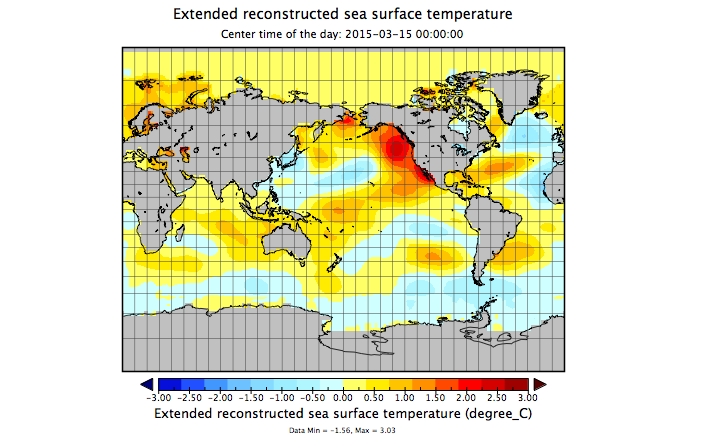 Extended reconstructed sea surface temperature
Center time of the day: 2015-03-15 00:00:00
-3.00 -2.50 -2.00 -1.50 -1.00 -0.50 0.00 0.50 1.00 1.50 2.00 2.50 3.00
Extended reconstructed sea surface temperature (degree_C)
Data Min = -1.56, Max = 3.03